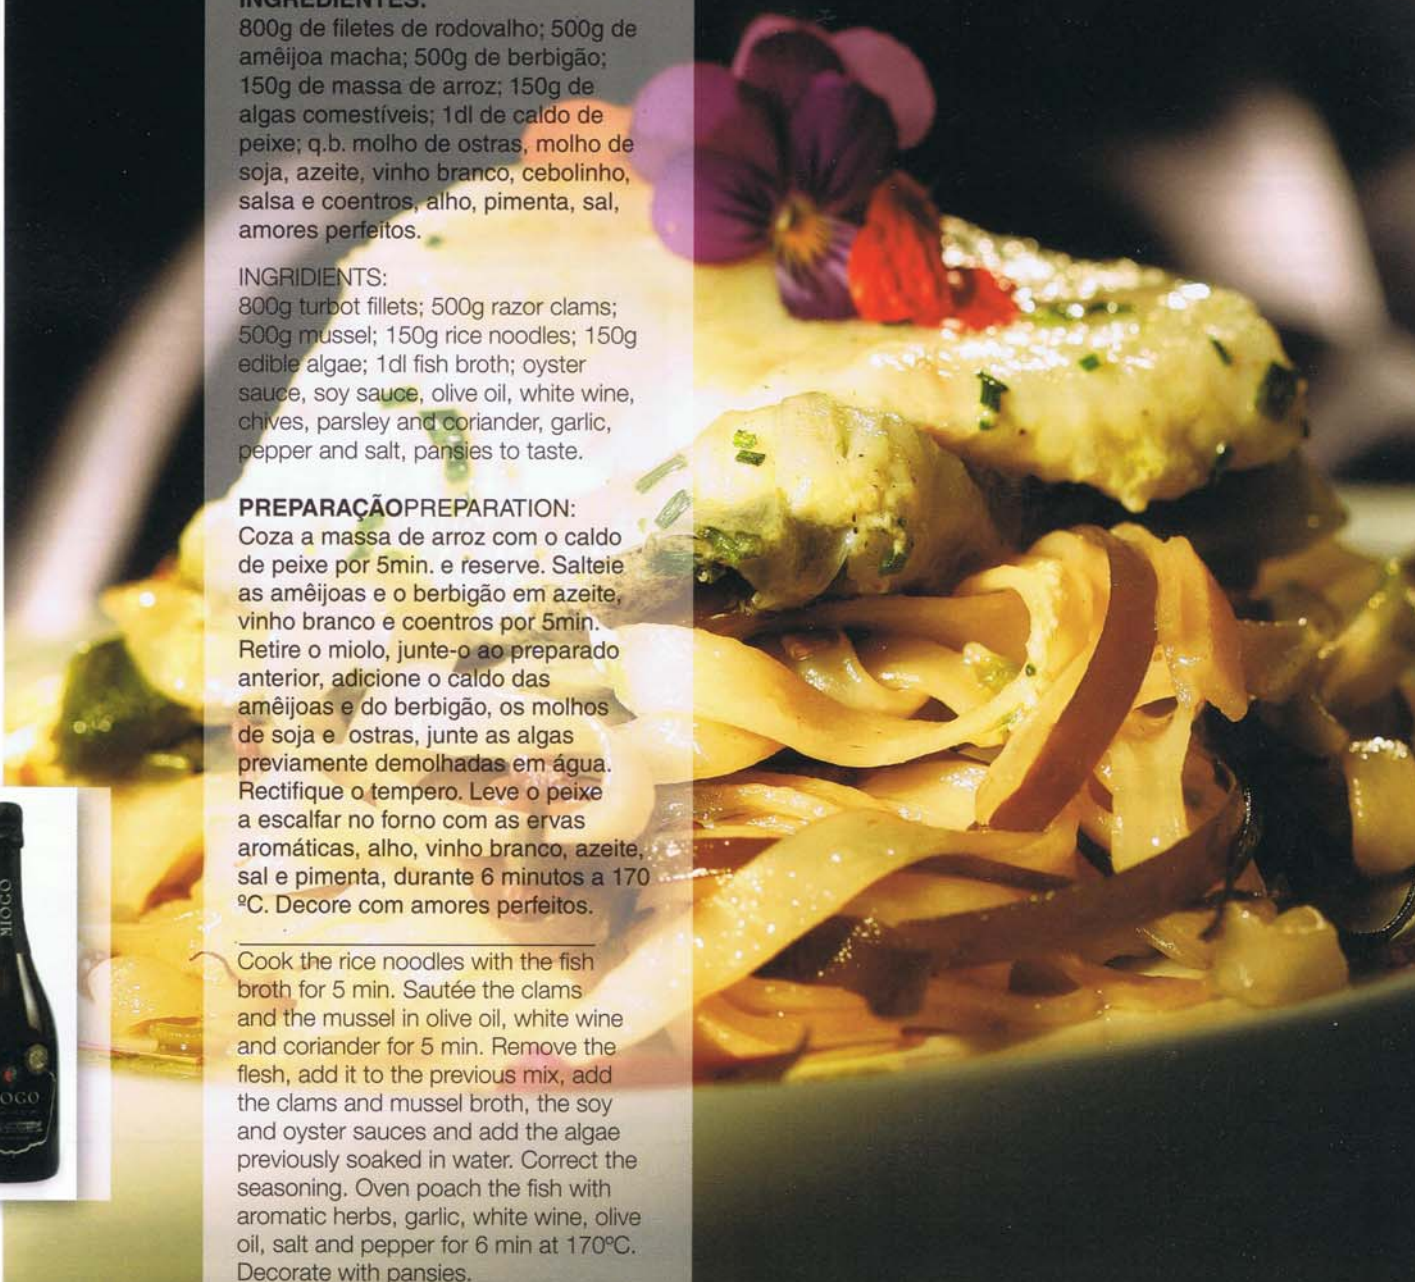 INGREDIENTES:
800g de filetes de rodovalho; 500g de
amêijoa macha; 500g de berbigão;
150g de massa de arroz; 150g de
algas comestíveis; 1dl de caldo de
peixe; q.b. molho de ostras, molho de
soja, azeite, vinho branco, cebolinho,
salsa e coentros, alho, pimenta, sal,
amores perfeitos.
INGRIDIENTS:
800g turbot fillets; 500g razor clams;
500g mussel; 150g rice noodles; 150g
edible algae; 1dl fish broth; oyster
sauce, soy sauce, olive oil, white wine,
chives, parsley and coriander, garlic,
pepper and salt, pansies to taste.
PREPARAÇÃOPREPARATION:
Coza a massa de arroz com o caldo
de peixe por 5min. e reserve. Salteie
as amêijoas e o berbigão em azeite,
vinho branco e coentros por 5min.
Retire o miolo, junte-o ao preparado
anterior, adicione o caldo das
amêijoas e do berbigão, os molhos
de soja e ostras, junte as algas
previamente demolhadas em água.
Rectifique o tempero. Leve o peixe
a escalfar no forno com as ervas
aromáticas, alho, vinho branco, azeite,
sal e pimenta, durante 6 minutos a 170
ºC. Decore com amores perfeitos.
Cook the rice noodles with the fish
broth for 5 min. Sautée the clams
and the mussel in olive oil, white wine
and coriander for 5 min. Remove the
flesh, add it to the previous mix, add
the clams and mussel broth, the soy
and oyster sauces and add the algae
previously soaked in water. Correct the
seasoning. Oven poach the fish with
aromatic herbs, garlic, white wine, olive
oil, salt and pepper for 6 min at 170ºC.
Decorate with pansies.
MIOGO
OGO